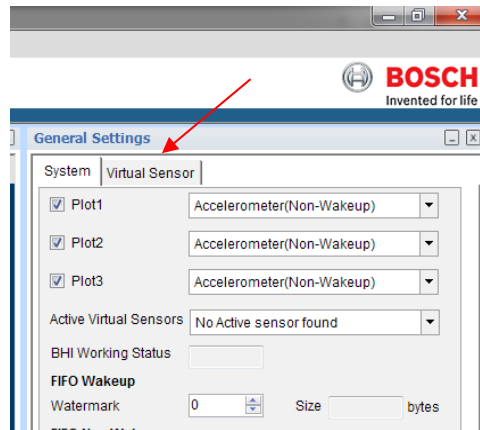 BOSCH
Invented for life
General Settings
System Virtual Sensor
Plot1 Accelerometer(Non-Wakeup)
Plot2 Accelerometer(Non-Wakeup)
Plot3 Accelerometer(Non-Wakeup)
Active Virtual Sensors No Active sensor found
BHI Working Status
FIFO Wakeup
Watermark 0 Size bytes